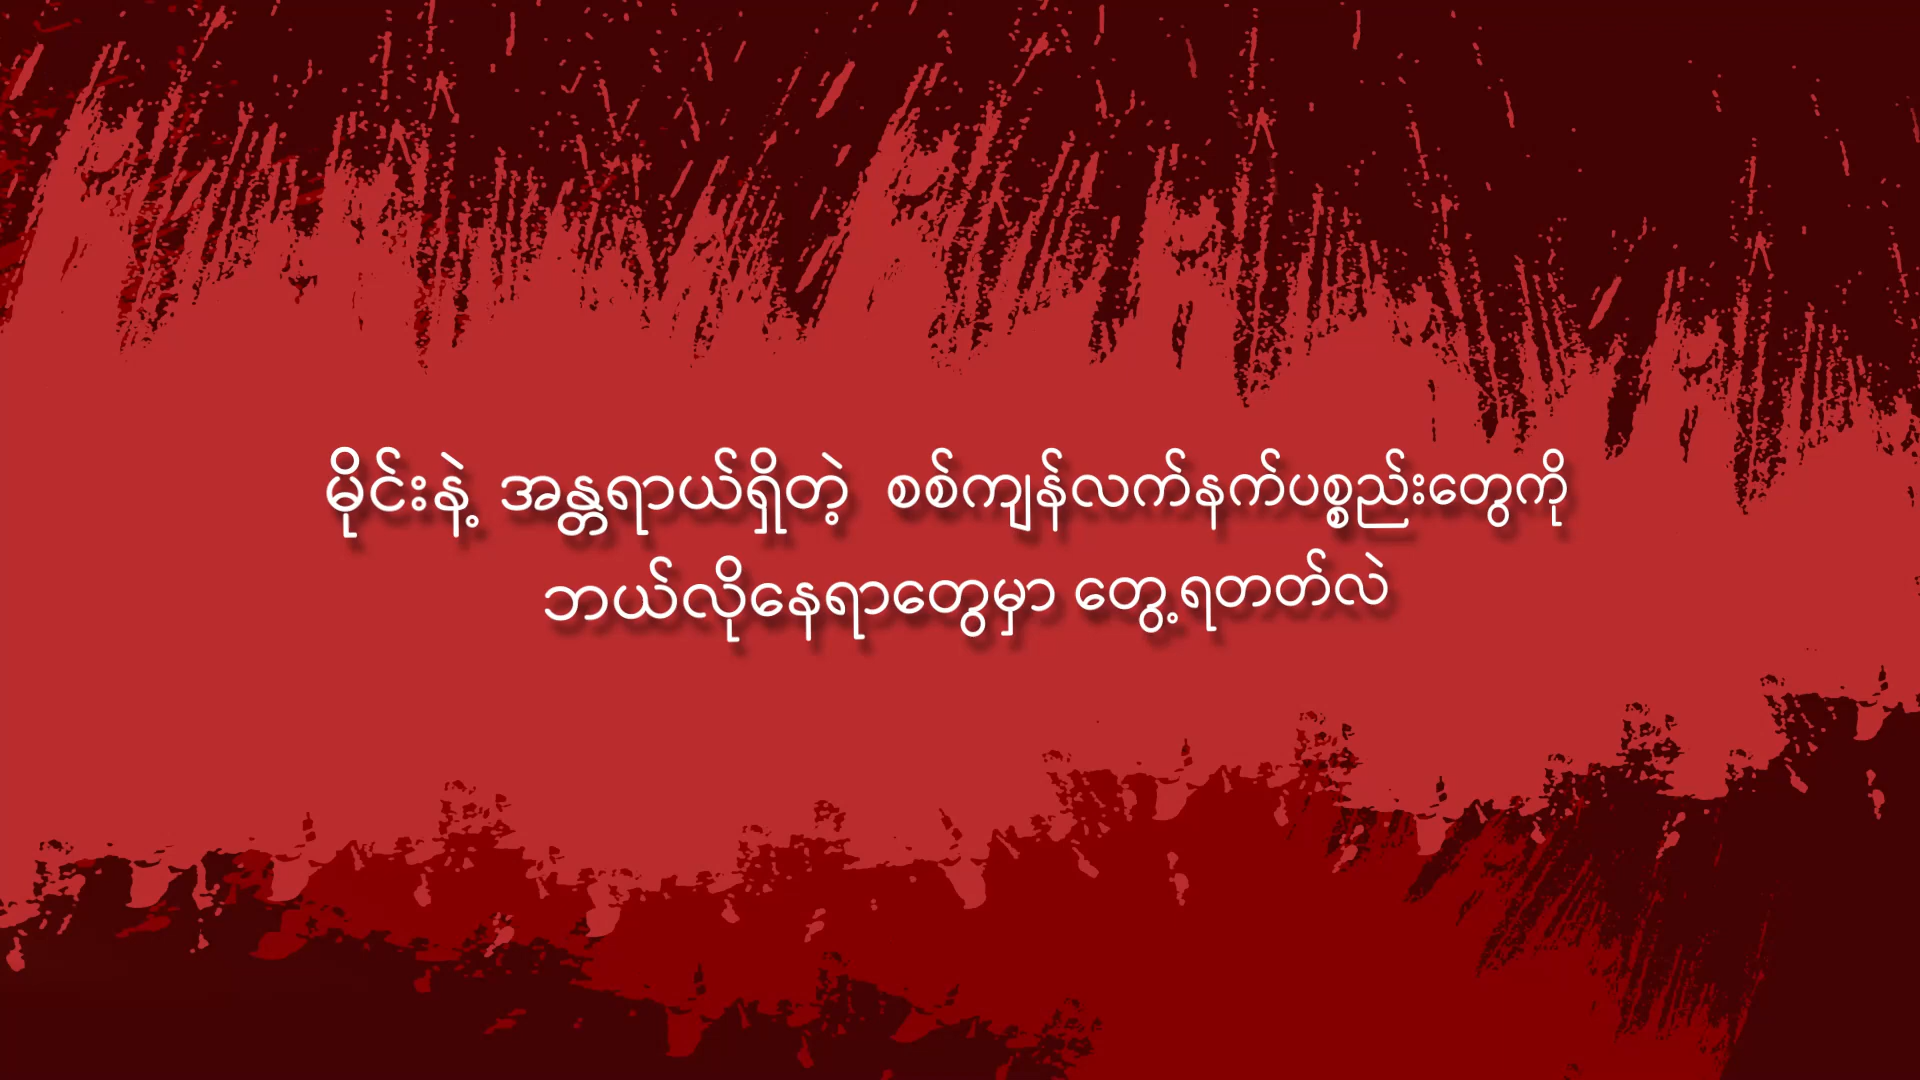 မိုင်းနဲ့ အန္တရာယ်ရှိတဲ့ စစ်ကျန်လက်နက်ပစ္စည်းတွေကို
ဘယ်လိုနေရာတွေမှာ တွေ့ရတတ်လဲ